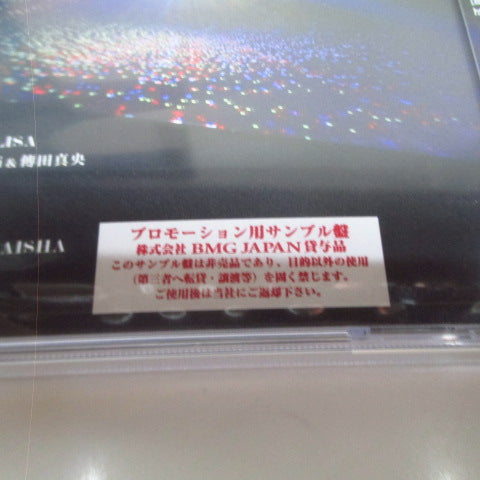 LISA
&傳田真央
AISHA
プロモーション用サンプル盤
株式会社 BMG JAPAN 貸与品
このサンプル盤は非売品であり、目的以外の使用
(第三者へ転貸・譲渡等)を固く禁じます。
ご使用後は当社にご返却下さい。